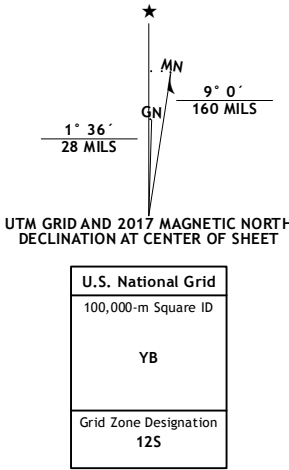 ★
MN
GN
9° 0´
160 MILS
1° 36´
28 MILS
UTM GRID AND 2017 MAGNETIC NORTH
DECLINATION AT CENTER OF SHEET
U.S. National Grid
100,000-m Square ID
YB
Grid Zone Designation
12S